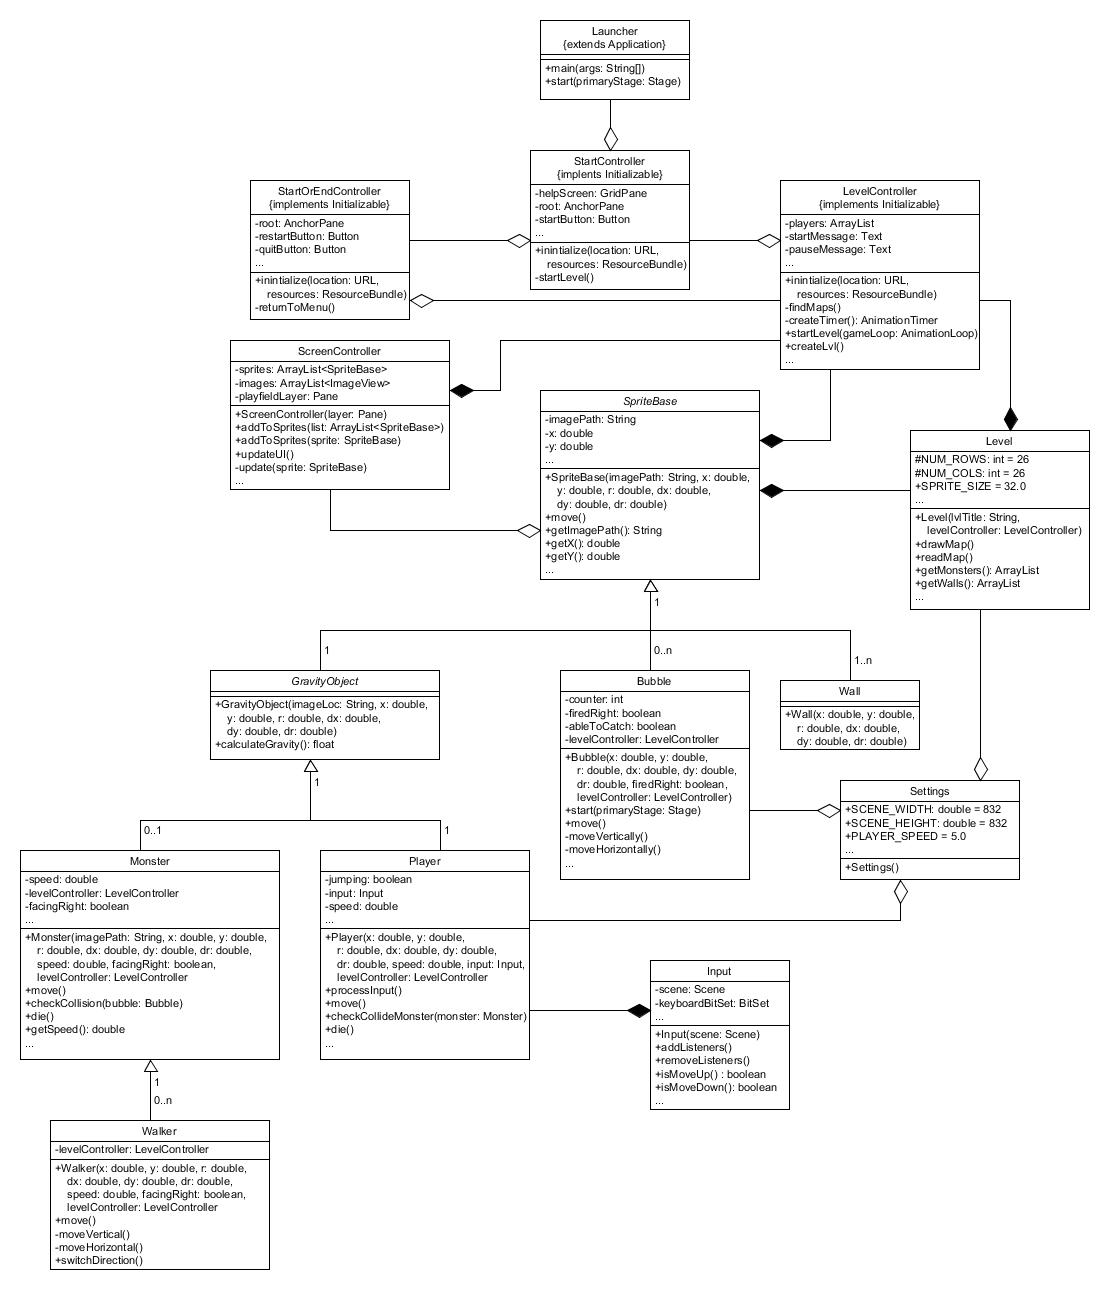 Launcher
{extends Application}
+main(args: String[])
+start(primaryStage: Stage)
StartController
{implents Initializable}
-helpScreen: GridPane
-root: AnchorPane
-startButton: Button
...
+inintialize(location: URL,
resources: ResourceBundle)
-startLevel()
StartOrEndController
{implements Initializable}
-root: AnchorPane
-restartButton: Button
-quitButton: Button
...
+inintialize(location: URL,
resources: ResourceBundle)
-returnToMenu()
LevelController
{implements Initializable}
-players: ArrayList
-startMessage: Text
-pauseMessage: Text
...
+inintialize(location: URL,
resources: ResourceBundle)
-findMaps()
-createTimer(): AnimationTimer
+startLevel(gameLoop: AnimationLoop)
+createLvl()
...
ScreenController
-sprites: ArrayList<SpriteBase>
-images: ArrayList<ImageView>
-playfieldLayer: Pane
+ScreenController(layer: Pane)
+addToSprites(list: ArrayList<SpriteBase>)
+addToSprites(sprite: SpriteBase)
+updateUI()
-update(sprite: SpriteBase)
...
SpriteBase
-imagePath: String
-x: double
-y: double
...
+SpriteBase(imagePath: String, x: double,
y: double, r: double, dx: double,
dy: double, dr: double)
+move()
+getImagePath(): String
+getX(): double
+getY(): double
...
Level
#NUM_ROWS: int = 26
#NUM_COLS: int = 26
+SPRITE_SIZE = 32.0
...
+Level(lvlTitle: String,
levelController: LevelController)
+drawMap()
+readMap()
+getMonsters(): ArrayList
+getWalls(): ArrayList
...
1
1
0..n
1..n
GravityObject
+GravityObject(imageLoc: String, x: double,
y: double, r: double, dx: double,
dy: double, dr: double)
+calculateGravity(): float
Bubble
-counter: int
-firedRight: boolean
-ableToCatch: boolean
-levelController: LevelController
+Bubble(x: double, y: double,
r: double, dx: double, dy: double,
dr: double, firedRight: boolean,
levelController: LevelController)
+start(primaryStage: Stage)
+move()
-moveVertically()
-moveHorizontally()
...
Wall
+Wall(x: double, y: double,
r: double, dx: double,
dy: double, dr: double)
Settings
+SCENE_WIDTH: double = 832
+SCENE_HEIGHT: double = 832
+PLAYER_SPEED = 5.0
...
+Settings()
1
0..1
1
Monster
-speed: double
-levelController: LevelController
-facingRight: boolean
...
+Monster(imagePath: String, x: double, y: double,
r: double, dx: double, dy: double, dr: double,
speed: double, facingRight: boolean,
levelController: LevelController
+move()
+checkCollision(bubble: Bubble)
+die()
+getSpeed(): double
...
Player
-jumping: boolean
-input: Input
-speed: double
...
+Player(x: double, y: double,
r: double, dx: double, dy: double,
dr: double, speed: double, input: Input,
levelController: LevelController
+processInput()
+move()
+checkCollideMonster(monster: Monster)
+die()
...
Input
-scene: Scene
-keyboardBitSet: BitSet
...
+Input(scene: Scene)
+addListeners()
+removeListeners()
+isMoveUp() : boolean
+isMoveDown(): boolean
...
1
0..n
Walker
-levelController: LevelController
+Walker(x: double, y: double, r: double,
dx: double, dy: double, dr: double,
speed: double, facingRight: boolean,
levelController: LevelController
+move()
-moveVertical()
-moveHorizontal()
+switchDirection()